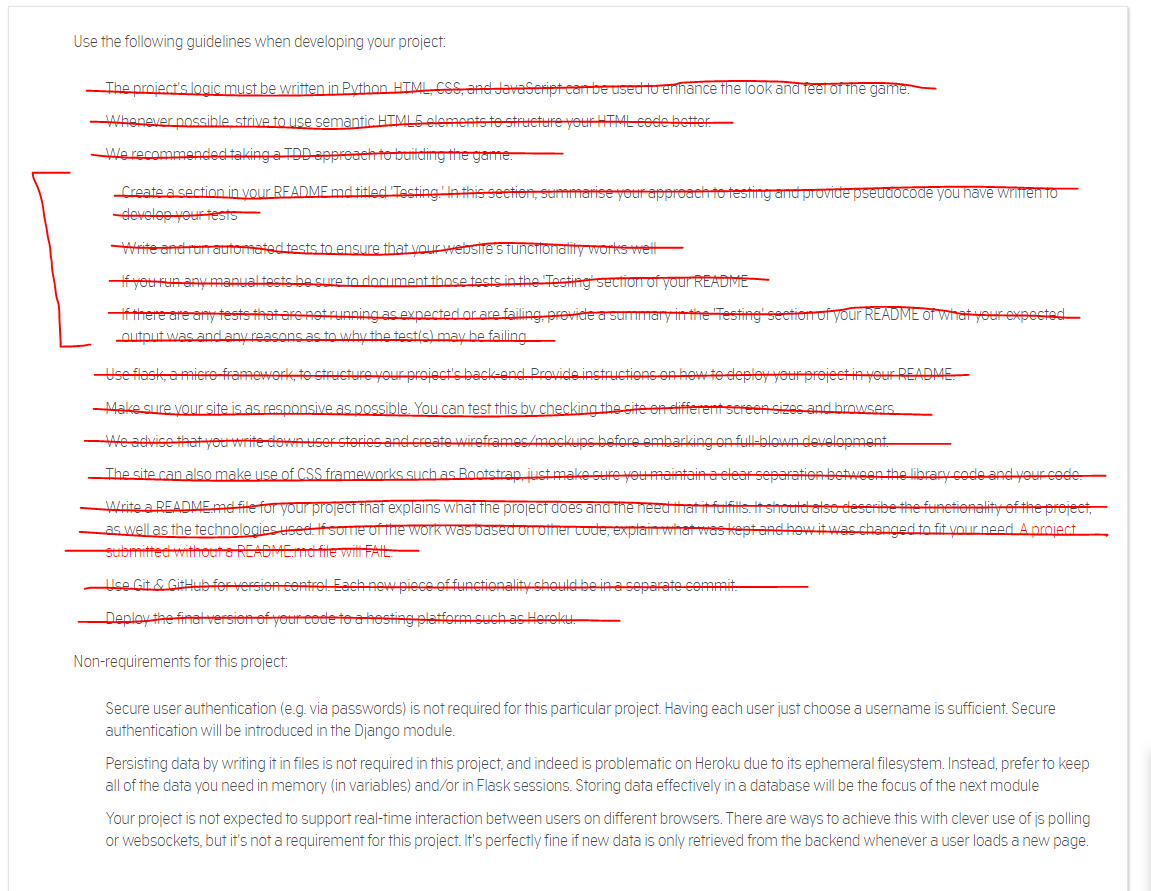 Use the following guidelines when developing your project:
The project's logic must be written in Python. HTML, CSS, and JavaScript can be used to enhance the look and feel of the game.
Whenever possible, strive to use semantic HTML5 elements to structure your HTML code better.
We recommended taking a TDD approach to building the game.
Create a section in your README.md titled 'Testing.' In this section, summarise your approach to testing and provide pseudocode you have written to
develop your tests
Write and run automated tests to ensure that your website's functionality works well
If you run any manual tests be sure to document those tests in the 'Testing' section of your README
If there are any tests that are not running as expected or are failing, provide a summary in the 'Testing' section of your README of what your expected
output was and any reasons as to why the test(s) may be failing
Use flask, a micro-framework, to structure your project's back-end. Provide instructions on how to deploy your project in your README.
Make sure your site is as responsive as possible. You can test this by checking the site on different screen sizes and browsers.
We advise that you write down user stories and create wireframes/mockups before embarking on full-blown development.
The site can also make use of CSS frameworks such as Bootstrap, just make sure you maintain a clear separation between the library code and your code.
Write a README.md file for your project that explains what the project does and the need that it fulfills. It should also describe the functionality of the project,
as well as the technologies used. If some of the work was based on other code, explain what was kept and how it was changed to fit your need. A project
submitted without a README.md file will FAIL.
Use Git & GitHub for version control. Each new piece of functionality should be in a separate commit.
Deploy the final version of your code to a hosting platform such as Heroku.
Non-requirements for this project:
Secure user authentication (e.g. via passwords) is not required for this particular project. Having each user just choose a username is sufficient. Secure
authentication will be introduced in the Django module.
Persisting data by writing it in files is not required in this project, and indeed is problematic on Heroku due to its ephemeral filesystem. Instead, prefer to keep
all of the data you need in memory (in variables) and/or in Flask sessions. Storing data effectively in a database will be the focus of the next module
Your project is not expected to support real-time interaction between users on different browsers. There are ways to achieve this with clever use of js polling
or websockets, but it's not a requirement for this project. It's perfectly fine if new data is only retrieved from the backend whenever a user loads a new page.